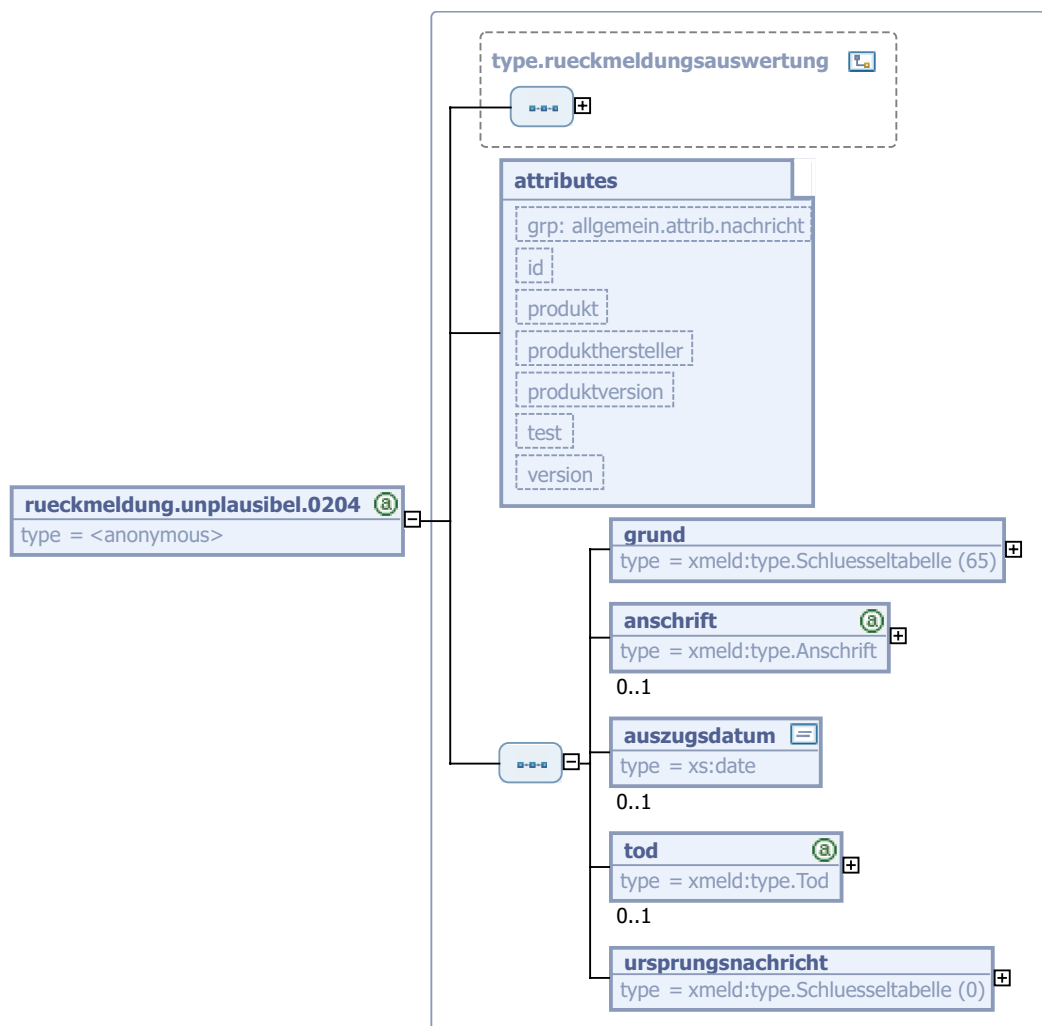 type.rueckmeldungsauswertung
attributes
grp: allgemein.attrib.nachricht
id
produkt
produkthersteller
produktversion
test
version
rueckmeldung.unplausibel.0204 @
type = <anonymous>
grund
type = xmeld:type.Schluesseltabelle (65)
anschrift @
type = xmeld:type.Anschrift
0..1
auszugsdatum
type = xs:date
0..1
tod @
type = xmeld:type.Tod
0..1
ursprungsnachricht
type = xmeld:type.Schluesseltabelle (0)